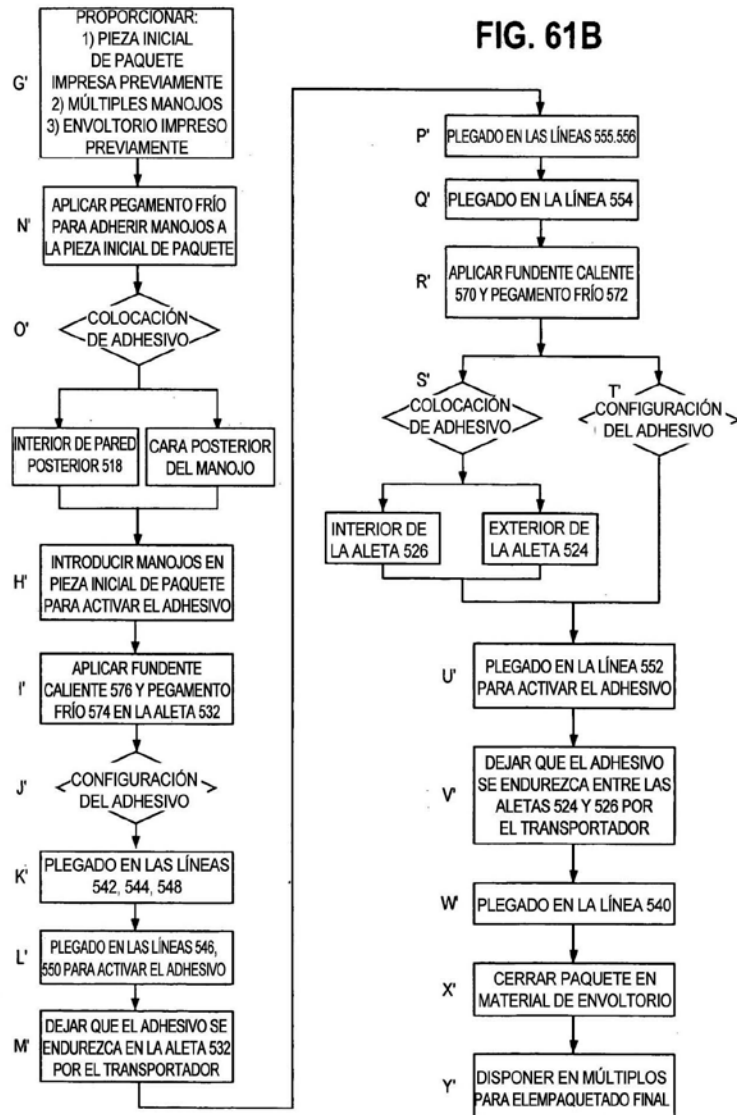 FIG. 61B
G'
PROPORCIONAR:
1) PIEZA INICIAL
DE PAQUETE
IMPRESA PREVIAMENTE
2) MÚLTIPLES MANOJOS
3) ENVOLTORIO IMPRESO
PREVIAMENTE
N'
APLICAR PEGAMENTO FRÍO
PARA ADHERIR MANOJOS A
LA PIEZA INICIAL DE PAQUETE
O'
COLOCACIÓN
DE ADHESIVO
INTERIOR DE PARED
POSTERIOR 518
CARA POSTERIOR
DEL MANOJO
H'
INTRODUCIR MANOJOS EN
PIEZA INICIAL DE PAQUETE
PARA ACTIVAR EL ADHESIVO
I'
APLICAR FUNDENTE
CALIENTE 576 Y PEGAMENTO
FRÍO 574 EN LA ALETA 532
J'
CONFIGURACIÓN
DEL ADHESIVO
K'
PLEGADO EN LAS LÍNEAS
542, 544, 548
L'
PLEGADO EN LAS LÍNEAS 546,
550 PARA ACTIVAR EL ADHESIVO
M'
DEJAR QUE EL ADHESIVO SE
ENDUREZCA EN LA ALETA 532
POR EL TRANSPORTADOR
P'
PLEGADO EN LAS LÍNEAS 555.556
Q'
PLEGADO EN LA LÍNEA 554
R'
APLICAR FUNDENTE CALENTE
570 Y PEGAMENTO FRÍO 572
S'
COLOCACIÓN
DE ADHESIVO
T'
CONFIGURACIÓN
DEL ADHESIVO
INTERIOR DE
LA ALETA 526
EXTERIOR DE
LA ALETA 524
U'
PLEGADO EN LA LÍNEA 552
PARA ACTIVAR EL ADHESIVO
V'
DEJAR QUE EL ADHESIVO
SE ENDUREZCA ENTRE LAS
ALETAS 524 Y 526 POR
EL TRANSPORTADOR
W'
PLEGADO EN LA LÍNEA 540
X'
CERRAR PAQUETE EN
MATERIAL DE ENVOLTORIO
Y'
DISPONER EN MÚLTIPLOS
PARA ELEMPAQUETADO FINAL